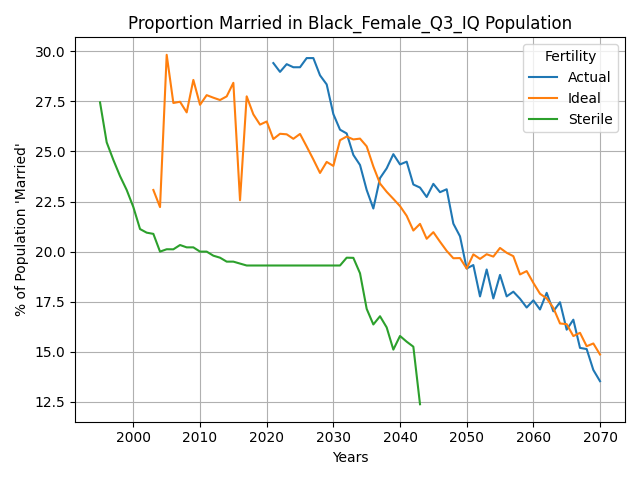 Proportion Married in Black_Female_Q3_IQ Population
% of Population 'Married'
30.0
27.5
25.0
22.5
20.0
17.5
15.0
12.5
Fertility
Actual
Ideal
Sterile
2000 2010 2020 2030 2040 2050 2060 2070
Years